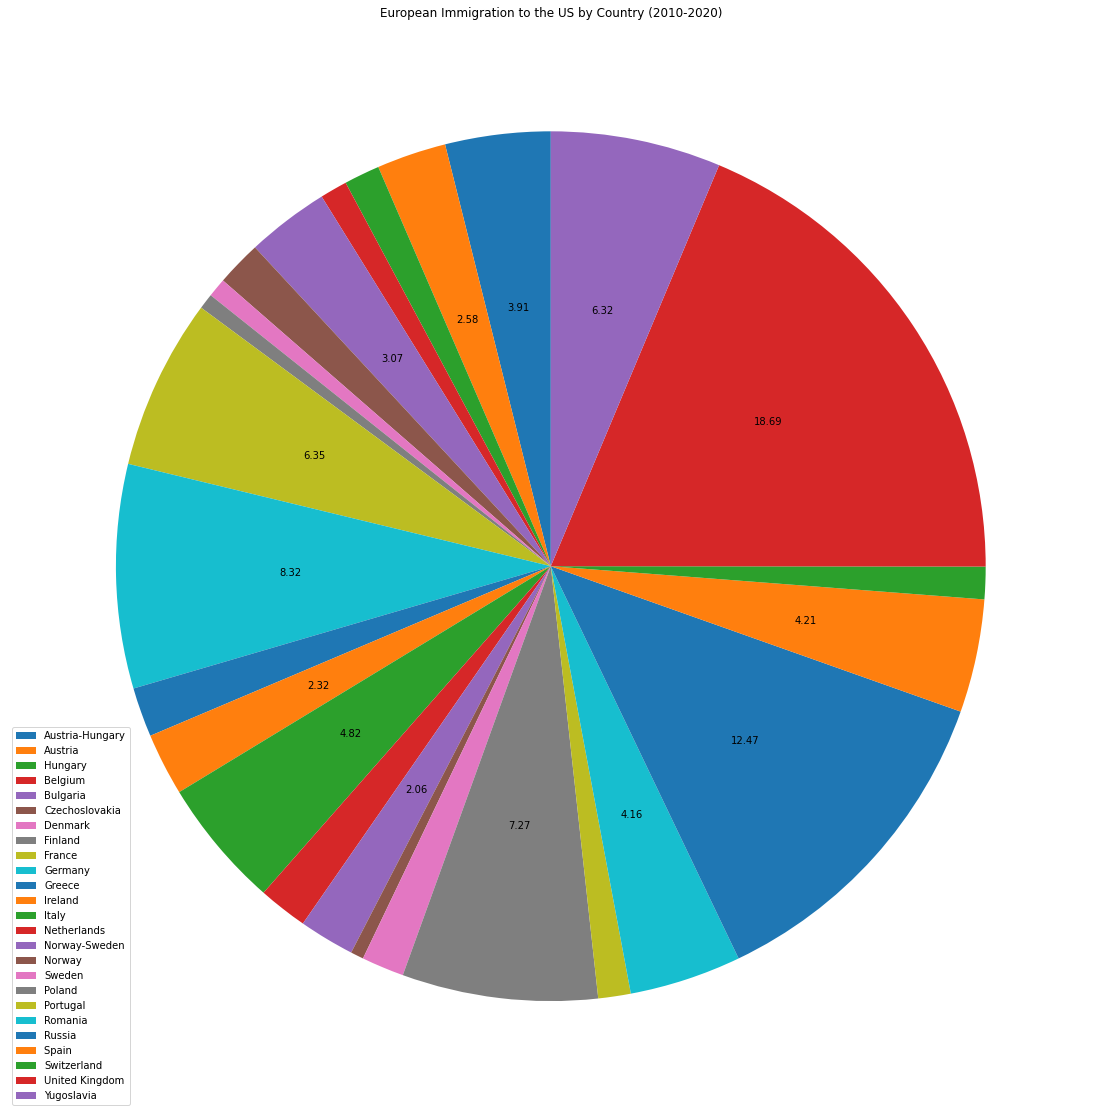 European Immigration to the US by Country (2010-2020)
3.91
6.32
2.58
3.07
18.69
6.35
8.32
4.21
2.32
4.82
12.47
2.06
4.16
7.27
Austria-Hungary
Austria
Hungary
Belgium
Bulgaria
Czechoslovakia
Denmark
Finland
France
Germany
Greece
Ireland
Italy
Netherlands
Norway-Sweden
Norway
Sweden
Poland
Portugal
Romania
Russia
Spain
Switzerland
United Kingdom
Yugoslavia